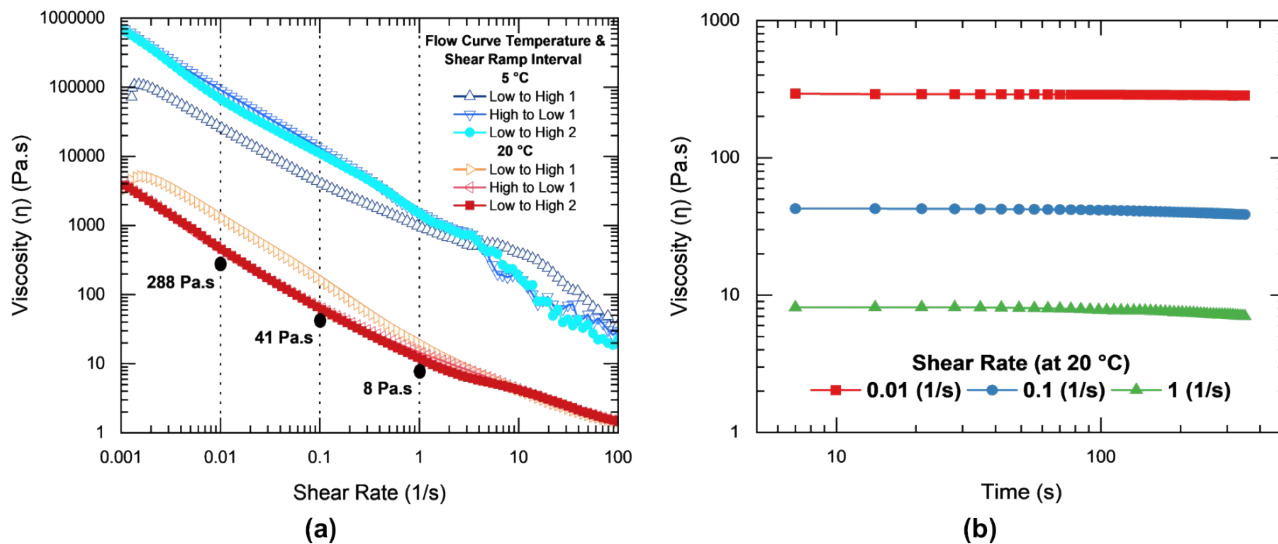 Viscosity (η) (Pa.s)
1000000
100000
10000
1000
100
10
1
Flow Curve Temperature &
Shear Ramp Interval
5 °C
Low to High 1
High to Low 1
Low to High 2
20 °C
Low to High 1
High to Low 1
Low to High 2
288 Pa.s
41 Pa.s
8 Pa.s
0.001 0.01 0.1 1 10 100
Shear Rate (1/s)
(a)
Viscosity (η) (Pa.s)
1000
100
10
1
Shear Rate (at 20 °C)
0.01 (1/s) 0.1 (1/s) 1 (1/s)
10 100
Time (s)
(b)